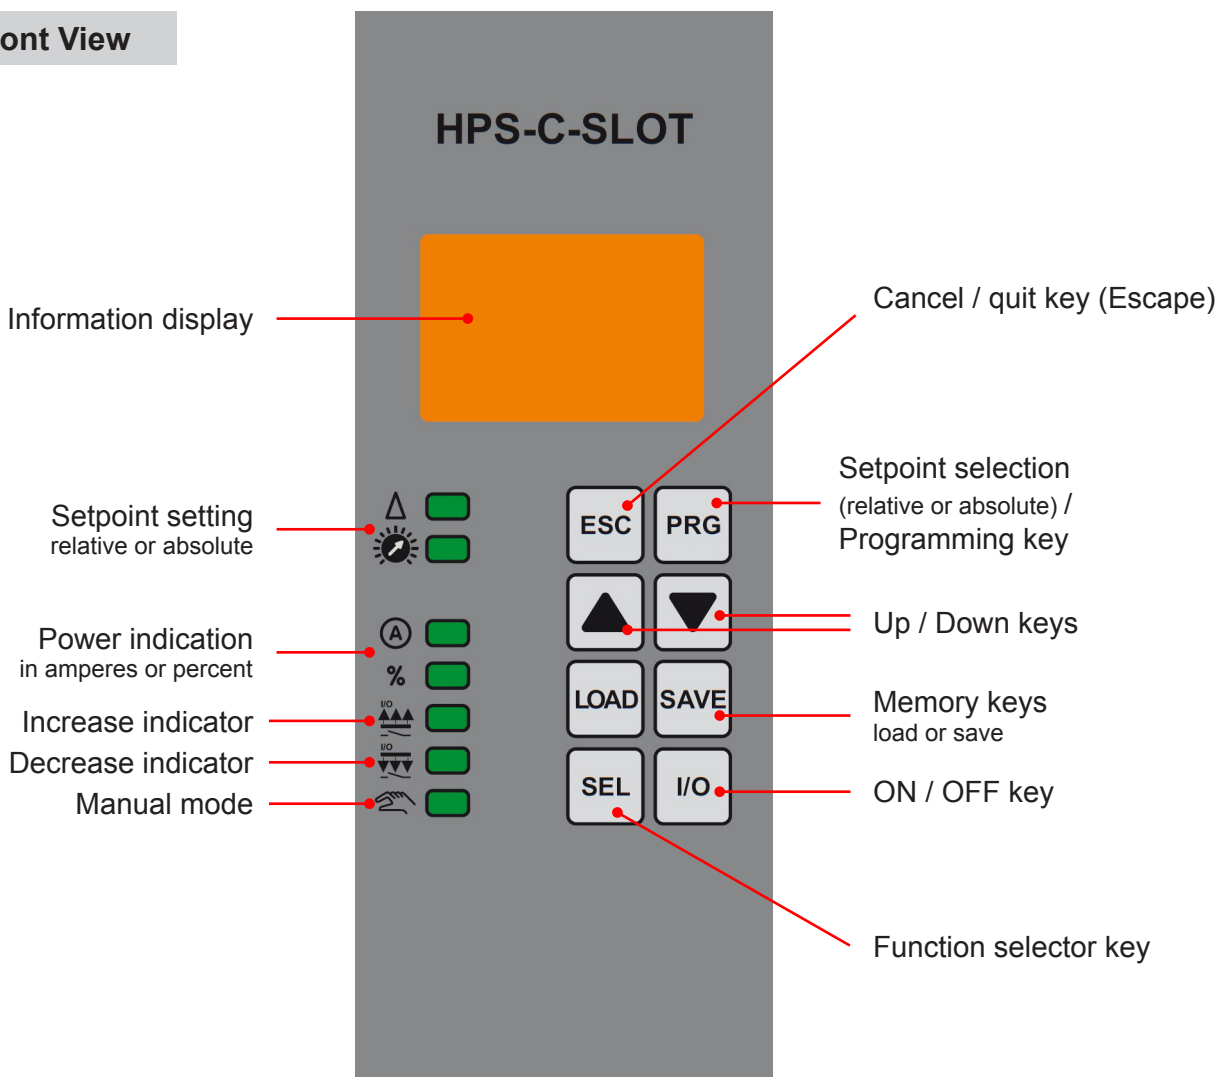 ont View
HPS-C-SLOT
Information display
Cancel / quit key (Escape)
Setpoint setting
relative or absolute
ESC
PRG
Setpoint selection
(relative or absolute) /
Programming key
Power indication
in amperes or percent
A
%
Up / Down keys
I/O
Increase indicator
LOAD
SAVE
Memory keys
load or save
I/O
Decrease indicator
Manual mode
SEL
I/O
ON / OFF key
Function selector key